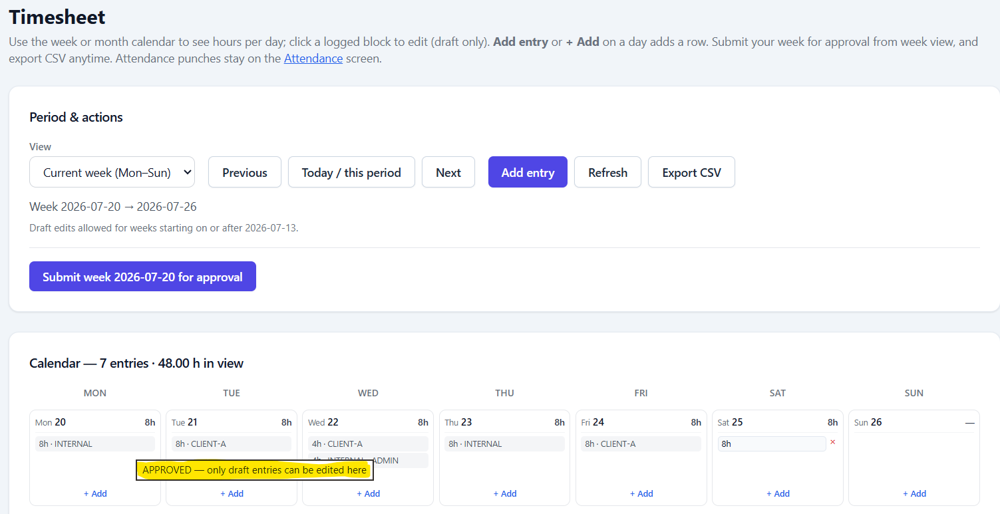 Timesheet
Use the week or month calendar to see hours per day; click a logged block to edit (draft only). Add entry or + Add on a day adds a row. Submit your week for approval from week view, and
export CSV anytime. Attendance punches stay on the Attendance screen.
Period & actions
View
Current week (Mon–Sun)
Previous
Today / this period
Next
Add entry
Refresh
Export CSV
Week 2026-07-20 → 2026-07-26
Draft edits allowed for weeks starting on or after 2026-07-13.
Submit week 2026-07-20 for approval
Calendar — 7 entries · 48.00 h in view
MON TUE WED THU FRI SAT SUN
Mon 20 8h Tue 21 8h Wed 22 8h Thu 23 8h Fri 24 8h Sat 25 8h Sun 26 —
8h · INTERNAL 8h · CLIENT-A 4h · CLIENT-A 8h · INTERNAL 8h · CLIENT-A 8h ×
4h · INTERNAL ADMIN
APPROVED — only draft entries can be edited here
+ Add + Add + Add + Add + Add + Add + Add